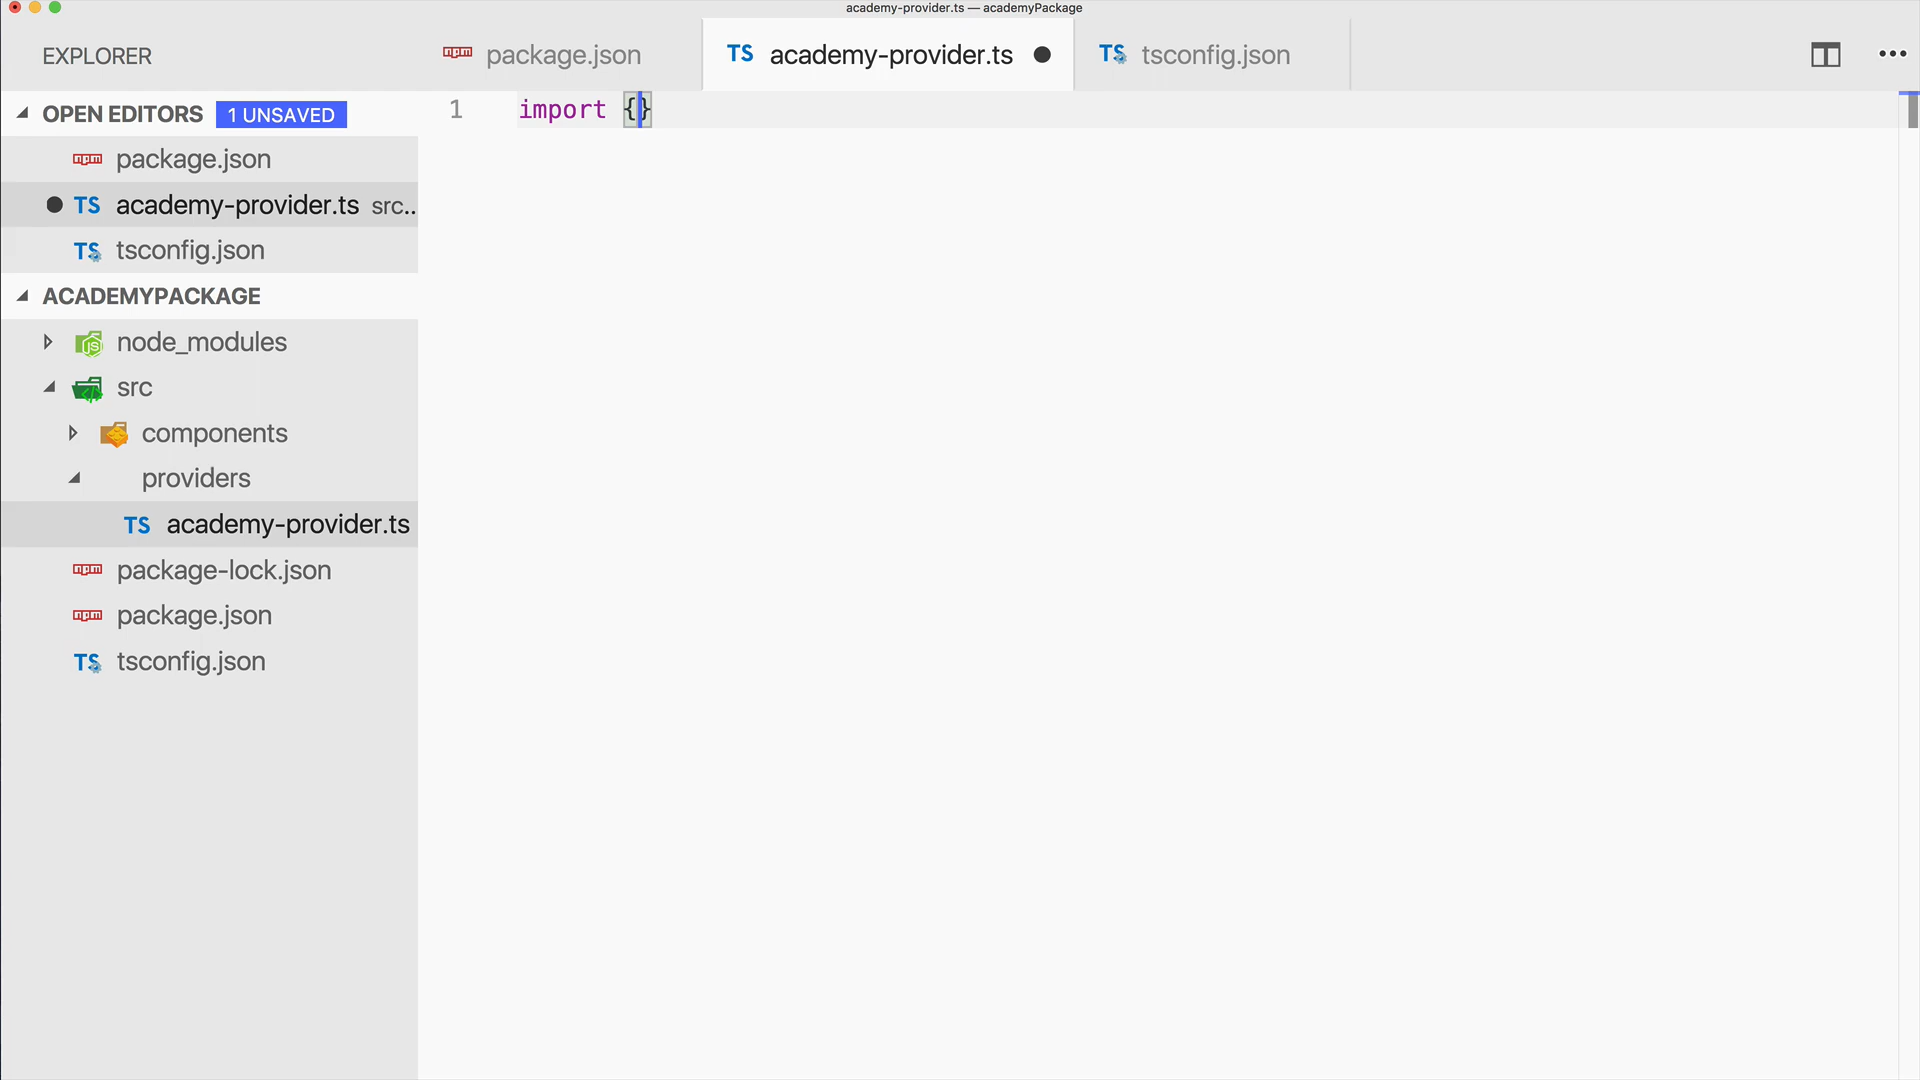 academy-provider.ts — academyPackage
EXPLORER
package.json
TS academy-provider.ts
TS tsconfig.json
OPEN EDITORS 1 UNSAVED
package.json
TS academy-provider.ts src..
TS tsconfig.json
ACADEMYPACKAGE
node_modules
src
components
providers
TS academy-provider.ts
package-lock.json
package.json
TS tsconfig.json
1 import {}